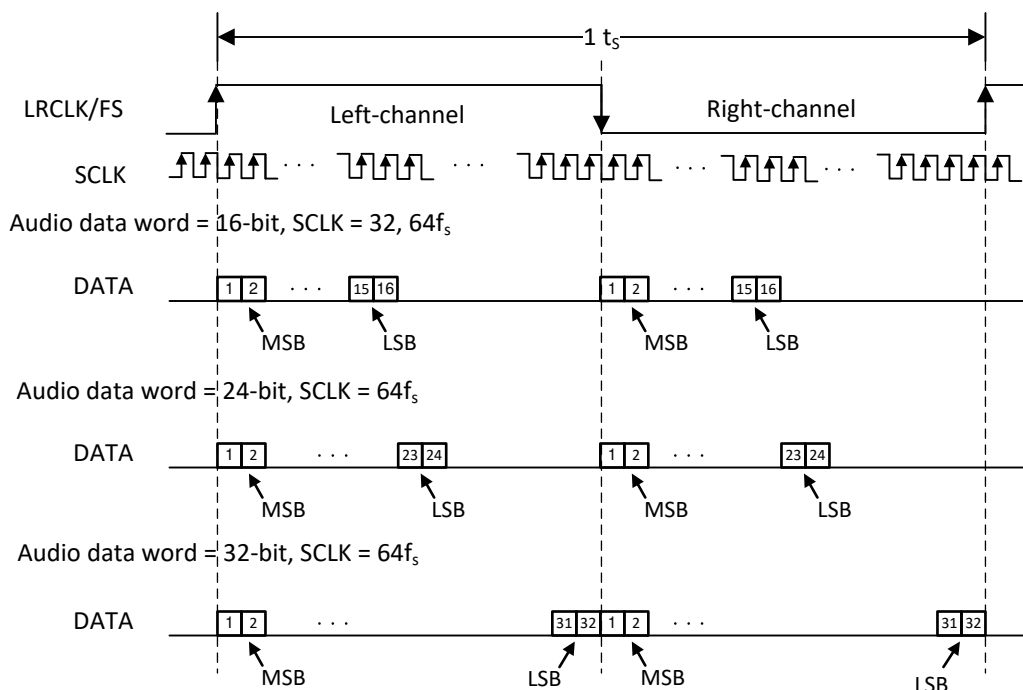 1 tS
LRCLK/FS
Left-channel
Right-channel
SCLK
. . . . . . . . . . . .
Audio data word = 16-bit, SCLK = 32, 64fs
DATA
1 2 . . . 15 16 1 2 . . . 15 16
MSB LSB MSB LSB
Audio data word = 24-bit, SCLK = 64fs
DATA
1 2 . . . 23 24 1 2 . . . 23 24
MSB LSB MSB LSB
Audio data word = 32-bit, SCLK = 64fs
DATA
1 2 . . . 31 32 1 2 . . . 31 32
MSB LSB MSB LSB